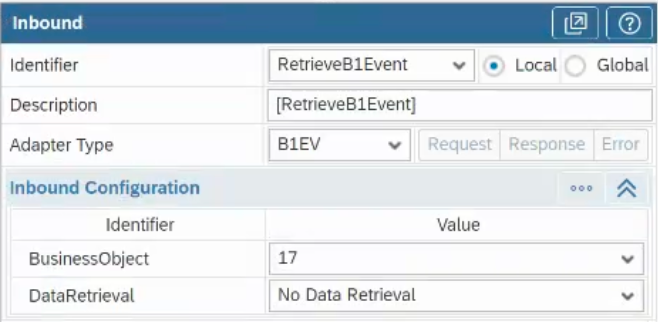 Inbound
Identifier RetrieveB1Event Local Global
Description [RetrieveB1Event]
Adapter Type B1EV Request Response Error
Inbound Configuration
Identifier Value
BusinessObject 17
DataRetrieval No Data Retrieval